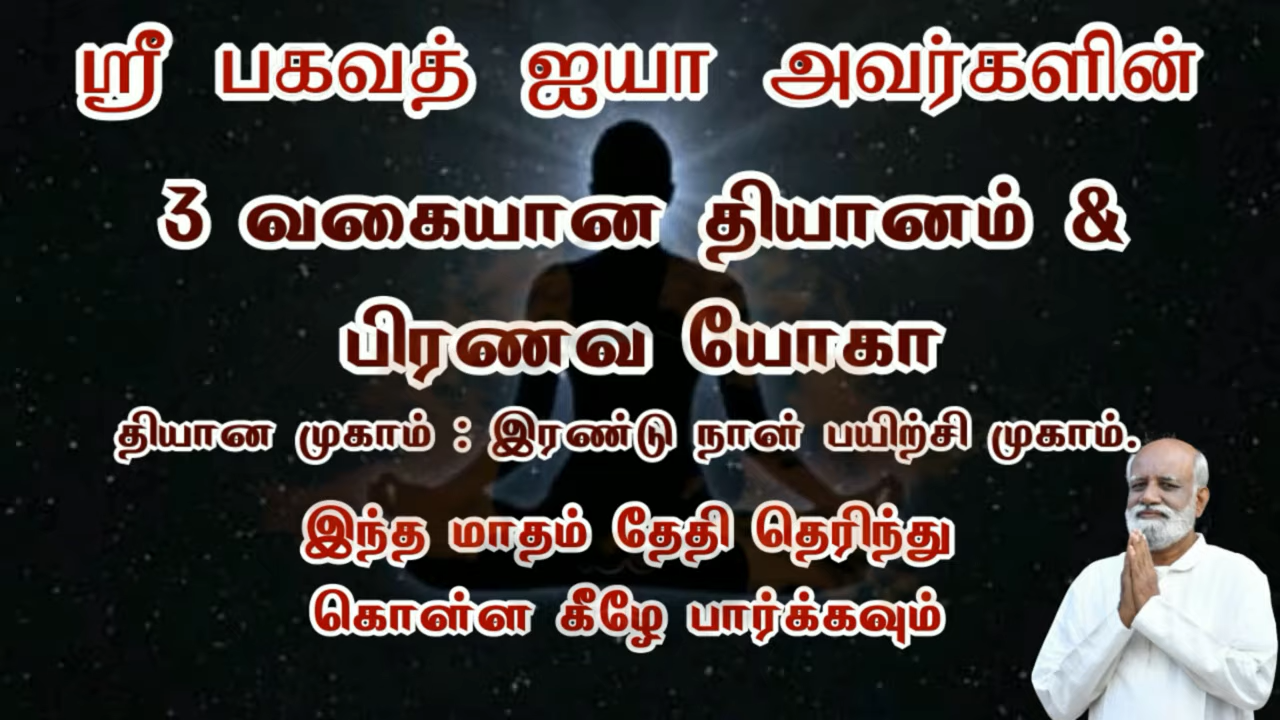 ஸ்ரீ பகவத் ஐயா அவர்களின்
3 வகையான தியானம் &
பிரணவ யோகா
தியான முகாம் : இரண்டு நாள் பயிற்சி முகாம்.
இந்த மாதம் தேதி தெரிந்து
கொள்ள கீழே பார்க்கவும்